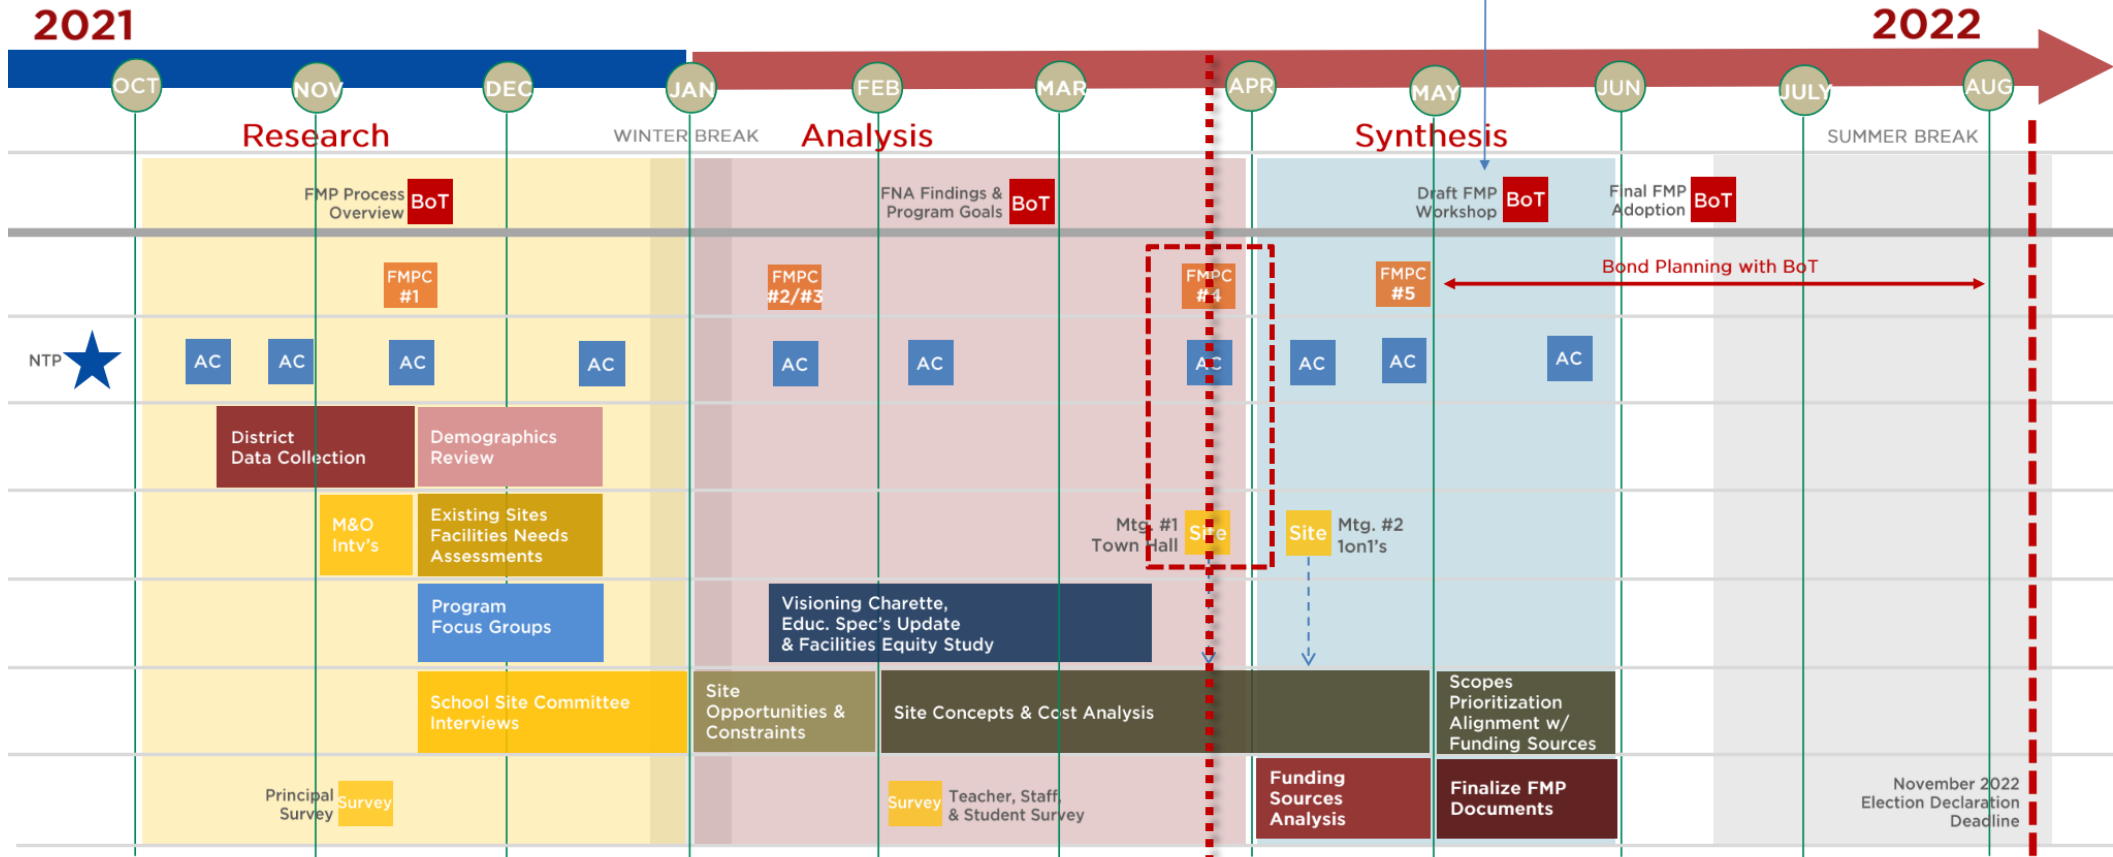 2021
2022
OCT
NOV
DEC
JAN
FEB
MAR
APR
MAY
JUN
JULY
AUG
Research
WINTER BREAK
Analysis
Synthesis
SUMMER BREAK
FMP Process
Overview
BoT
FNA Findings &
Program Goals
BoT
Draft FMP
Workshop
BoT
Final FMP
Adoption
BoT
FMPC
#1
FMPC
#2/#3
FMPC
#4
FMPC
#5
Bond Planning with BoT
NTP
AC
AC
AC
AC
AC
AC
AC
AC
AC
AC
District
Data Collection
Demographics
Review
M&O
Intv's
Existing Sites
Facilities Needs
Assessments
Mtg. #1
Town Hall
Site
Site
Mtg. #2
1on1's
Program
Focus Groups
Visioning Charette,
Educ. Spec's Update
& Facilities Equity Study
School Site Committee
Interviews
Site
Opportunities &
Constraints
Site Concepts & Cost Analysis
Scopes
Prioritization
Alignment w/
Funding Sources
Principal
Survey
Survey
Survey
Teacher, Staff,
& Student Survey
Funding
Sources
Analysis
Finalize FMP
Documents
November 2022
Election Declaration
Deadline